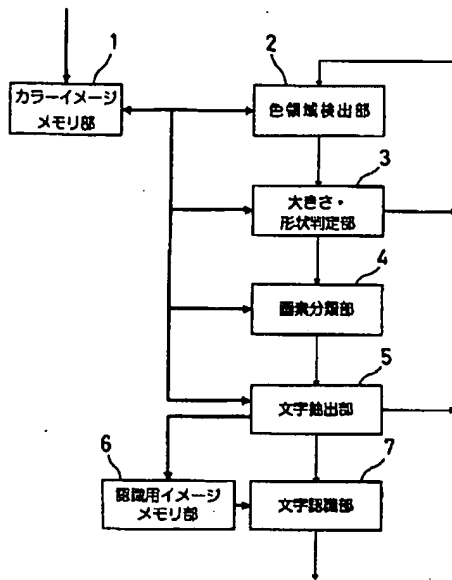 1
カラーイメージ
メモリ部
2
色領域検出部
3
大きさ・
形状判定部
4
画素分類部
5
文字抽出部
6
認識用イメージ
メモリ部
7
文字認識部